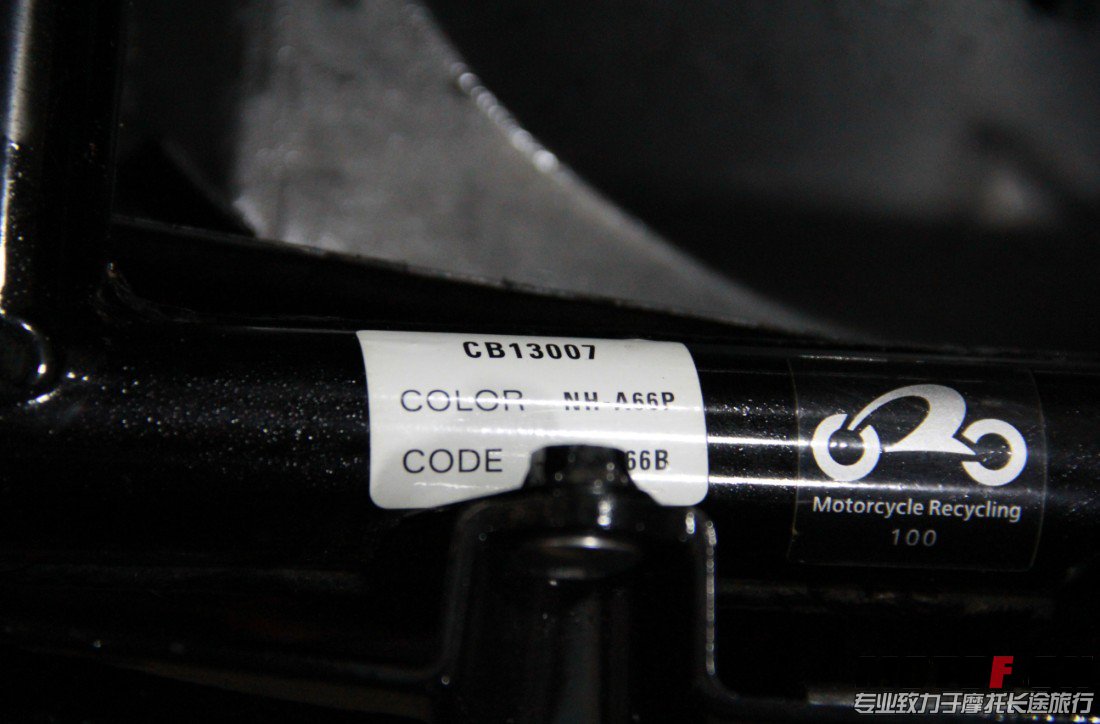 CB13007
COLOR NH-A66P
CODE 66B
Motorcycle Recycling
100
F
专业致力于摩托长途旅行